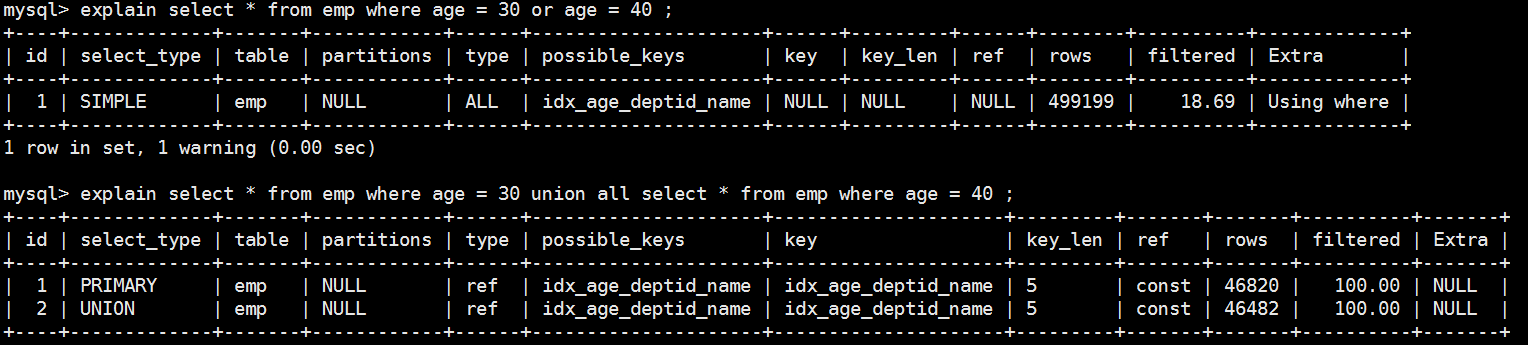 mysql> explain select * from emp where age = 30 or age = 40 ;
+----+-------------+-------+------------+------+----------------------+------+---------+------+--------+----------+-------------+
| id | select_type | table | partitions | type | possible_keys        | key  | key_len | ref  | rows   | filtered | Extra       |
+----+-------------+-------+------------+------+----------------------+------+---------+------+--------+----------+-------------+
|  1 | SIMPLE      | emp   | NULL       | ALL  | idx_age_deptid_name | NULL | NULL    | NULL | 499199 |    18.69 | Using where |
+----+-------------+-------+------------+------+----------------------+------+---------+------+--------+----------+-------------+
1 row in set, 1 warning (0.00 sec)
mysql> explain select * from emp where age = 30 union all select * from emp where age = 40 ;
+----+-------------+-------+------------+------+---------------------+---------------------+---------+-------+-------+----------+-------+
| id | select_type | table | partitions | type | possible_keys       | key                 | key_len | ref   | rows  | filtered | Extra |
+----+-------------+-------+------------+------+---------------------+---------------------+---------+-------+-------+----------+-------+
|  1 | PRIMARY     | emp   | NULL       | ref  | idx_age_deptid_name | idx_age_deptid_name | 5       | const | 46820 |   100.00 | NULL  |
|  2 | UNION       | emp   | NULL       | ref  | idx_age_deptid_name | idx_age_deptid_name | 5       | const | 46482 |   100.00 | NULL  |
+----+-------------+-------+------------+------+---------------------+---------------------+---------+-------+-------+----------+-------+